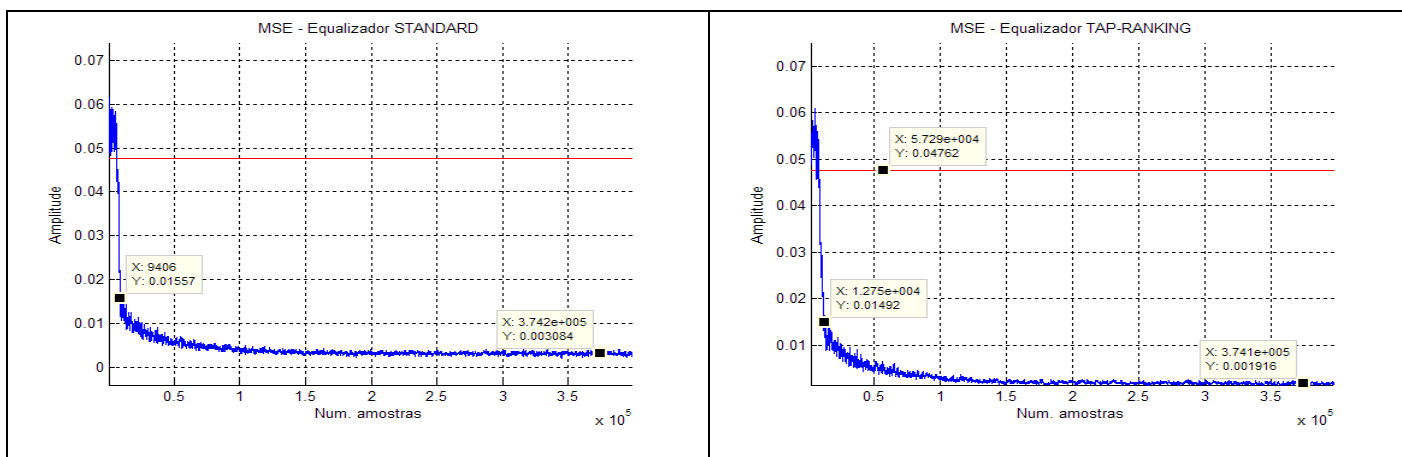 MSE - Equalizador STANDARD
0.07
0.06
0.05
0.04
0.03
0.02
0.01
0
Amplitude
X: 9406
Y: 0.01557
X: 3.742e+005
Y: 0.003084
0.5
1
1.5
2
2.5
3
3.5
x 10^5
Num. amostras
MSE - Equalizador TAP-RANKING
0.07
0.06
0.05
0.04
0.03
0.02
0.01
Amplitude
X: 5.729e+004
Y: 0.04762
X: 1.275e+004
Y: 0.01492
X: 3.741e+005
Y: 0.001916
0.5
1
1.5
2
2.5
3
3.5
x 10^5
Num. amostras